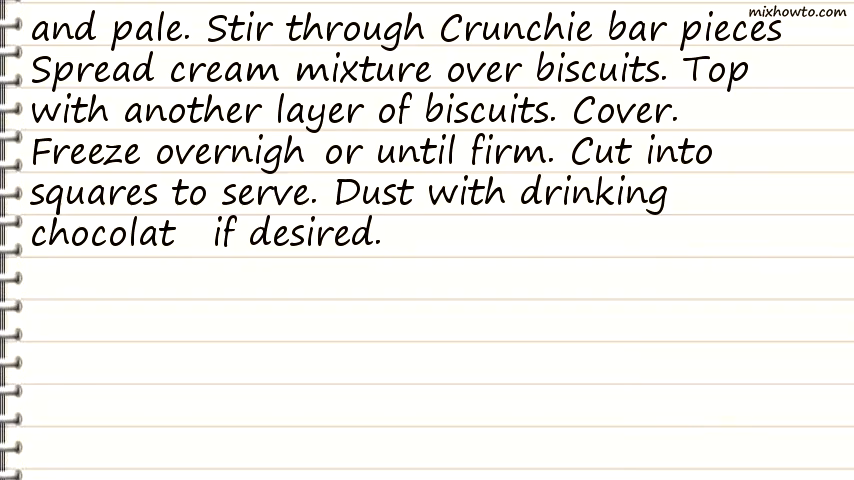 mixhowto.com
and pale. Stir through Crunchie bar pieces
Spread cream mixture over biscuits. Top
with another layer of biscuits. Cover.
Freeze overnigh or until firm. Cut into
squares to serve. Dust with drinking
chocolat if desired.